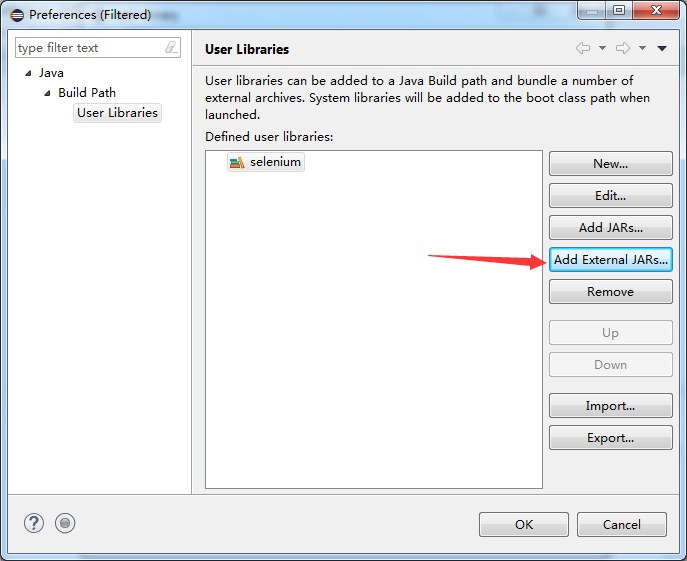 Preferences (Filtered)
type filter text
Java
Build Path
User Libraries
User Libraries
User libraries can be added to a Java Build path and bundle a number of
external archives. System libraries will be added to the boot class path when
launched.
Defined user libraries:
selenium
New...
Edit...
Add JARs...
Add External JARs...
Remove
Up
Down
Import...
Export...
?
OK
Cancel